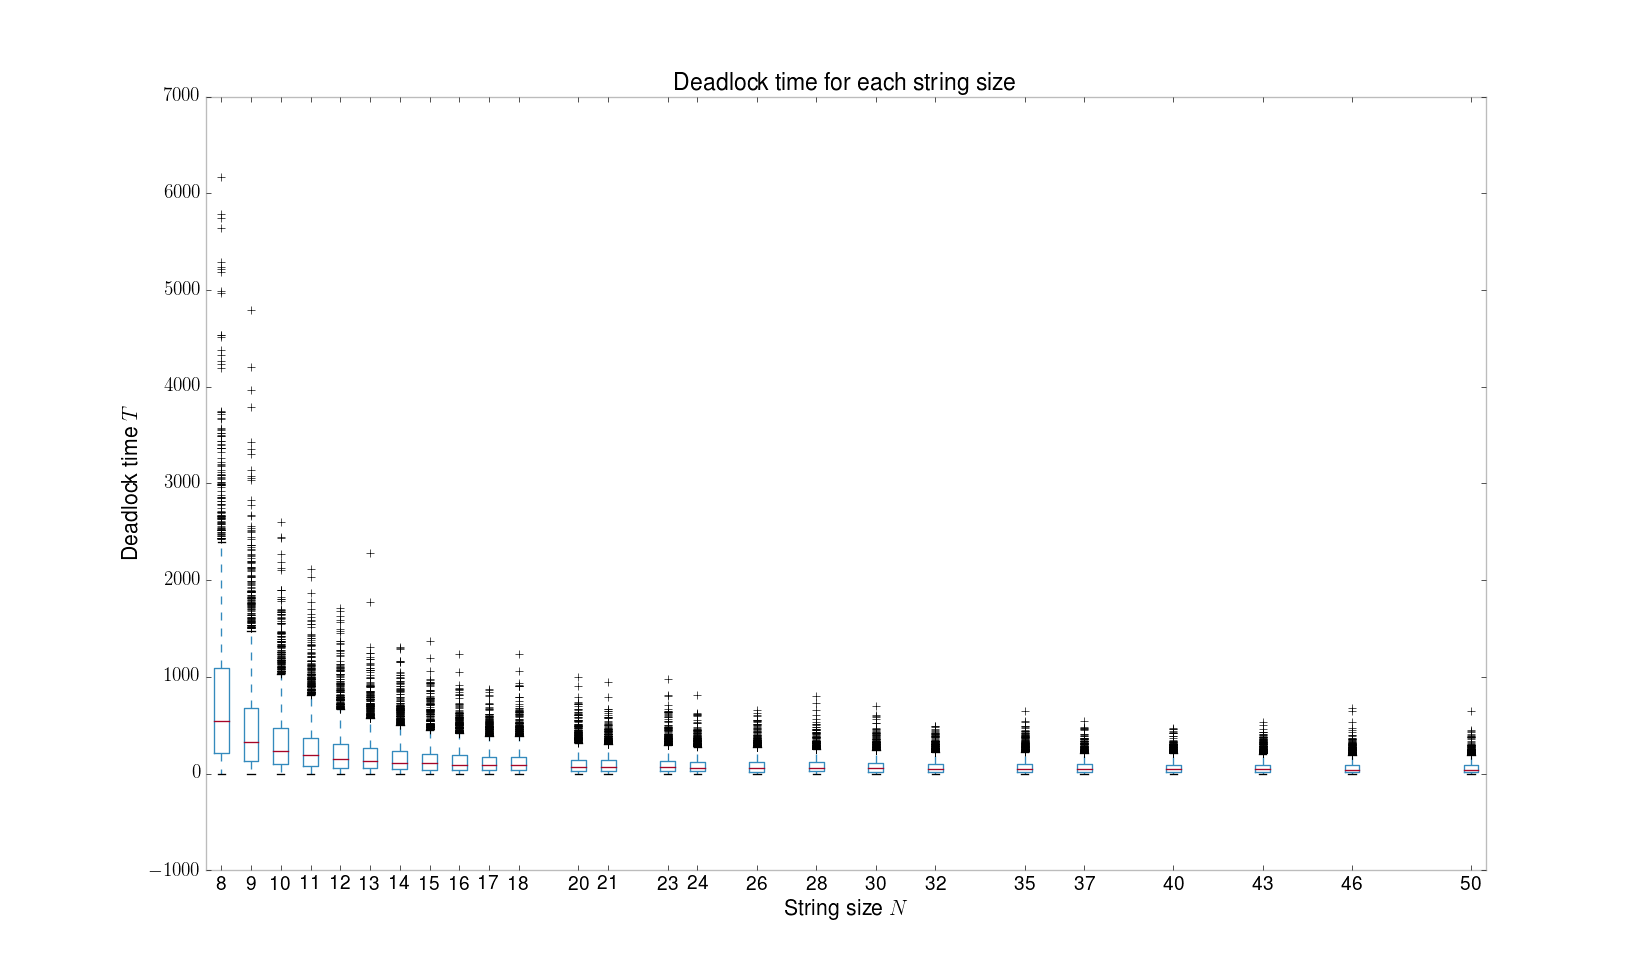 Deadlock time for each string size
7000
6000
5000
4000
3000
2000
1000
0
−1000
Deadlock time T
8 9 10 11 12 13 14 15 16 17 18 20 21 23 24 26 28 30 32 35 37 40 43 46 50
String size N